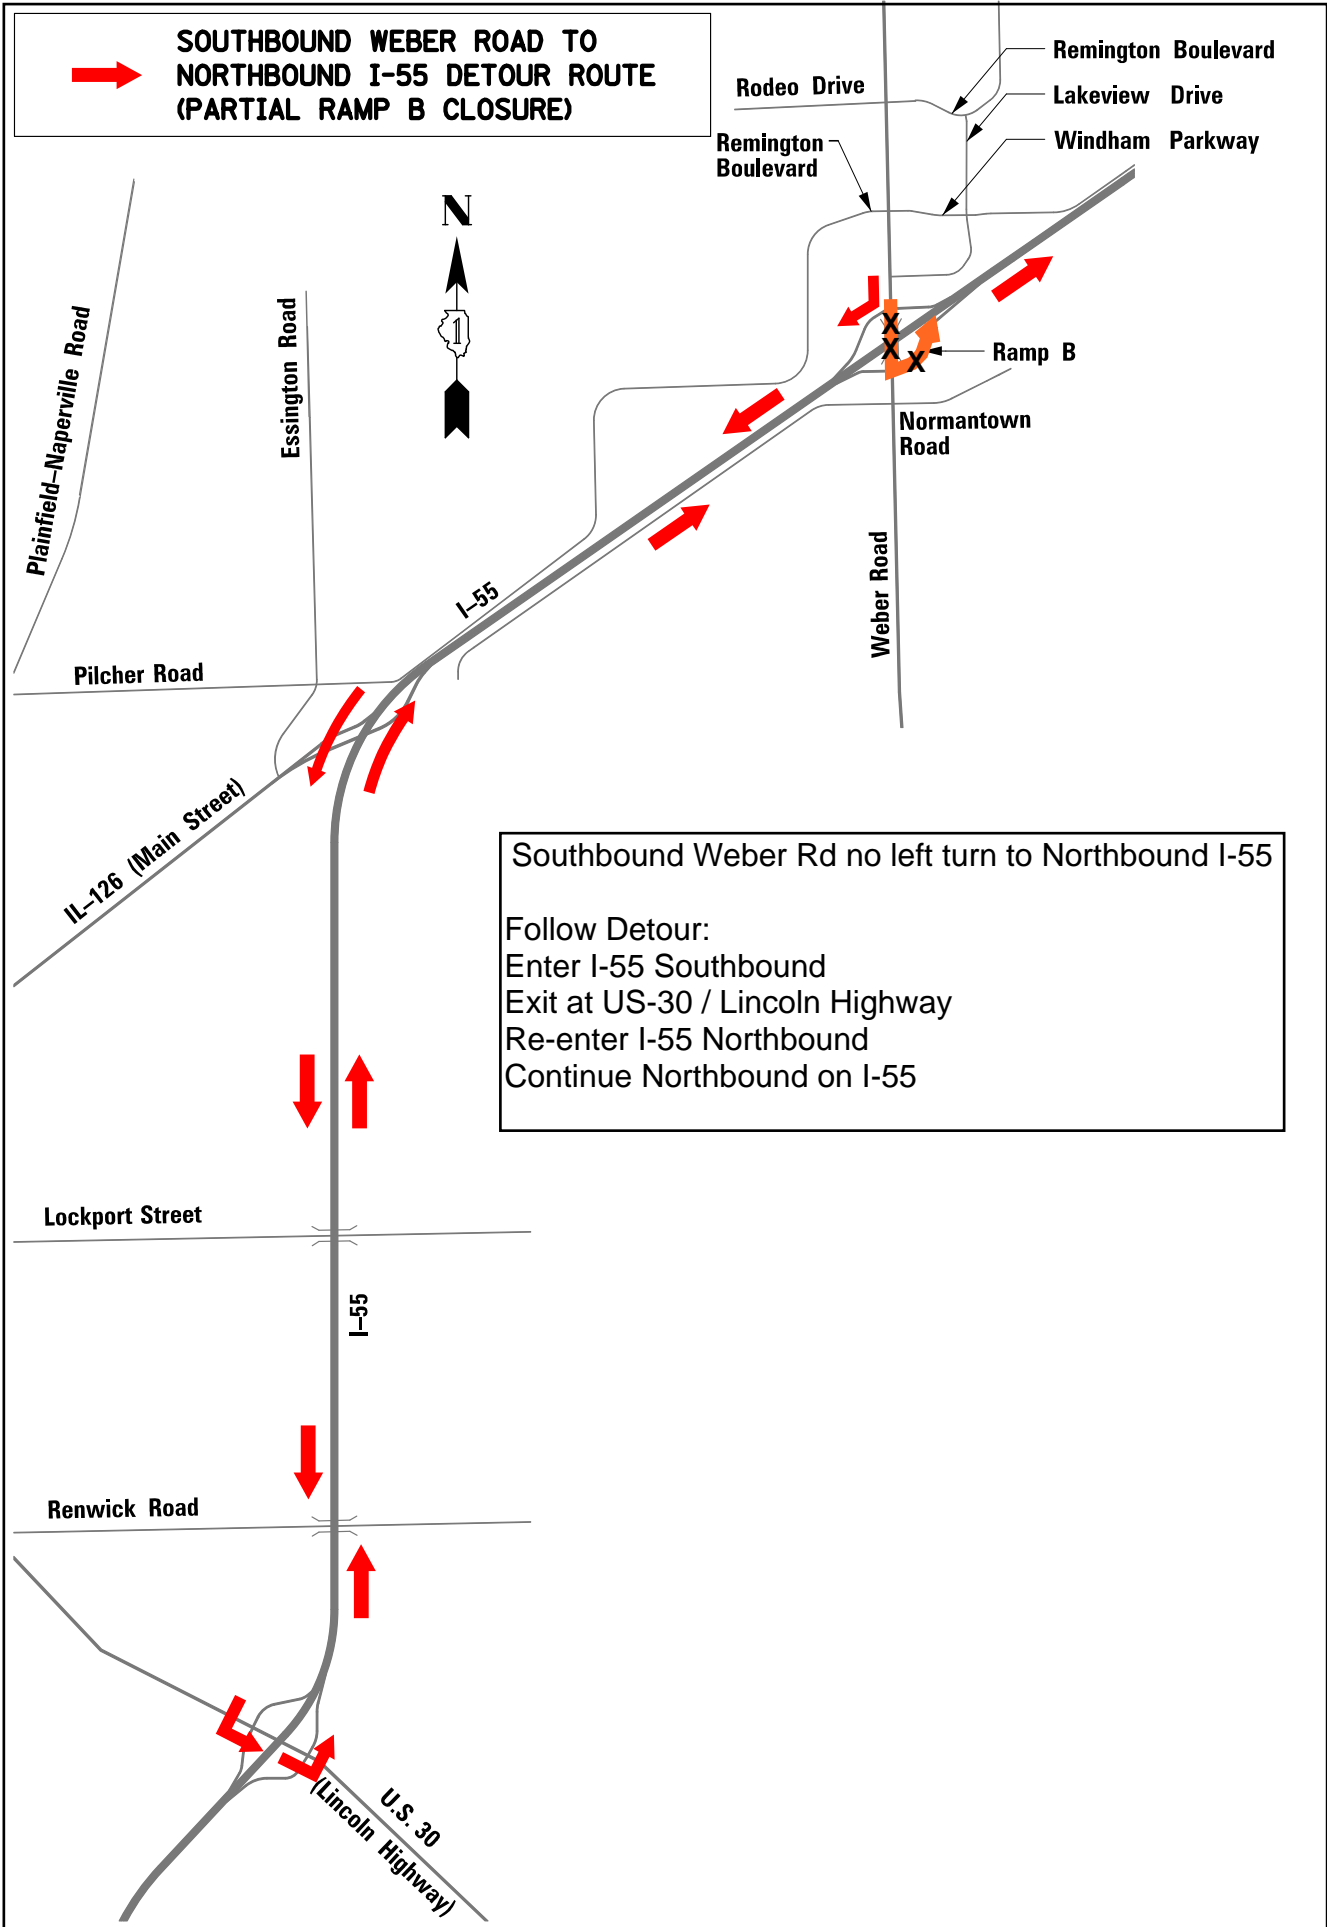 SOUTHBOUND WEBER ROAD TO
NORTHBOUND I-55 DETOUR ROUTE
(PARTIAL RAMP B CLOSURE)
Remington Boulevard
Rodeo Drive
Lakeview Drive
Remington
Boulevard
Windham Parkway
N
1
Plainfield-Naperville Road
Essington Road
X
X
X
Ramp B
Normantown
Road
Weber Road
I-55
Pilcher Road
IL-126 (Main Street)
Southbound Weber Rd no left turn to Northbound I-55
Follow Detour:
Enter I-55 Southbound
Exit at US-30 / Lincoln Highway
Re-enter I-55 Northbound
Continue Northbound on I-55
Lockport Street
I-55
Renwick Road
U.S. 30
(Lincoln Highway)